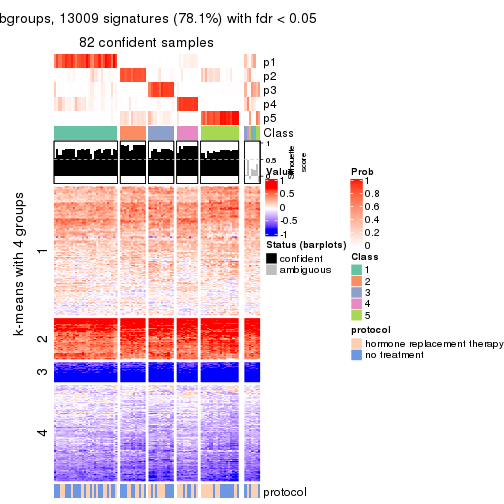 bgroups, 13009 signatures (78.1%) with fdr < 0.05
82 confident samples
p1
p2
p3
p4
p5
Class
1
0.5
0
Silhouette
score
k-means with 4 groups
1
2
3
4
protocol
Value
1
0.5
0
-0.5
-1
Status (barplots)
confident
ambiguous
Prob
1
0.8
0.6
0.4
0.2
0
Class
1
2
3
4
5
protocol
hormone replacement therapy
no treatment